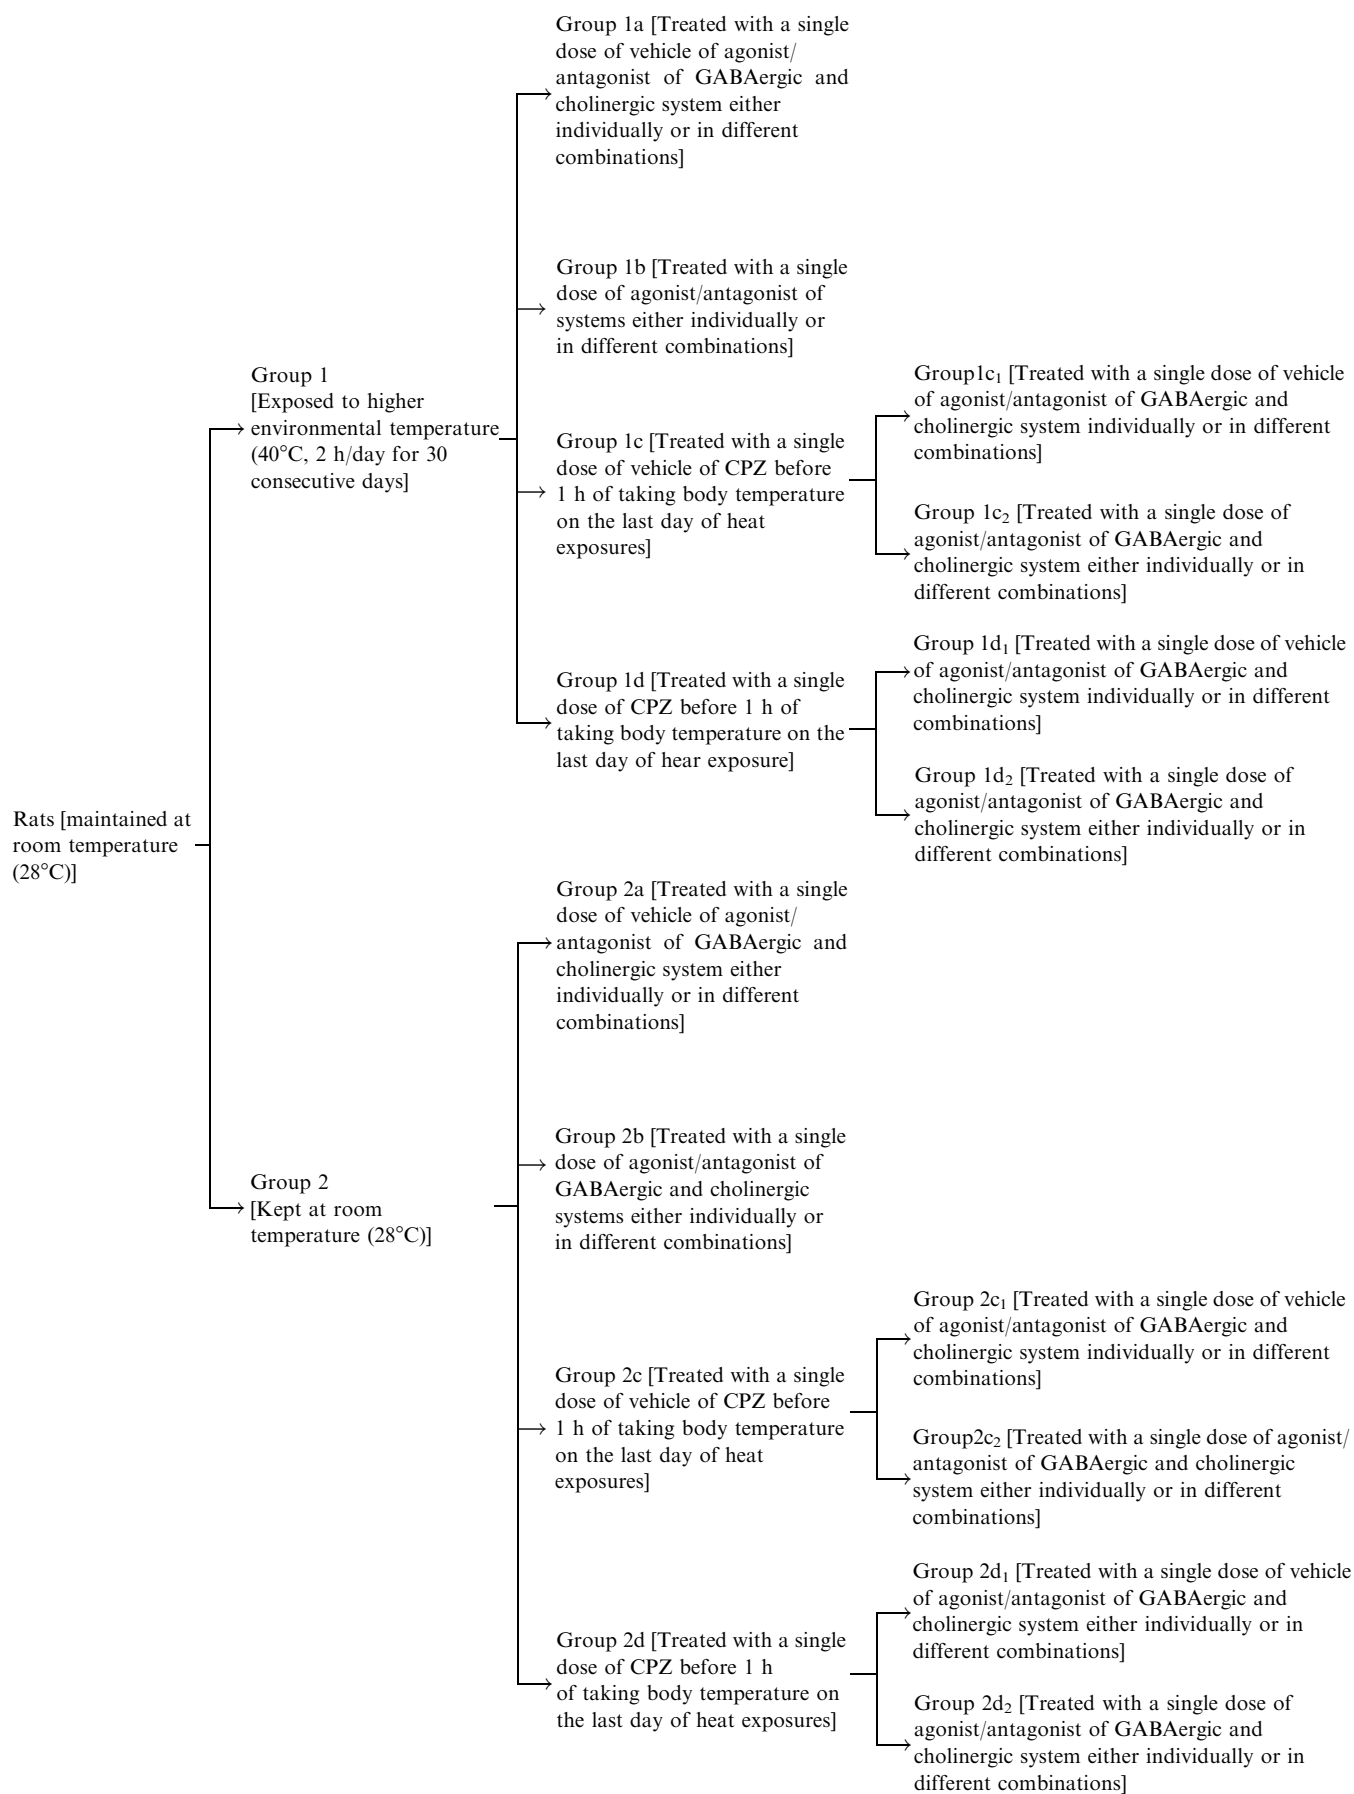 Group 1a [Treated with a single
dose of vehicle of agonist/
antagonist of GABAergic and
cholinergic system either
individually or in different
combinations]
Group 1b [Treated with a single
dose of agonist/antagonist of
systems either individually or
in different combinations]
Group 1
[Exposed to higher
environmental temperature
(40°C, 2 h/day for 30
consecutive days]
Group 1c [Treated with a single
dose of vehicle of CPZ before
1 h of taking body temperature
on the last day of heat
exposures]
Group1c₁ [Treated with a single dose of vehicle
of agonist/antagonist of GABAergic and
cholinergic system individually or in different
combinations]
Group 1c₂ [Treated with a single dose of
agonist/antagonist of GABAergic and
cholinergic system either individually or in
different combinations]
Group 1d [Treated with a single
dose of CPZ before 1 h of
taking body temperature on the
last day of hear exposure]
Group 1d₁ [Treated with a single dose of vehicle
of agonist/antagonist of GABAergic and
cholinergic system individually or in different
combinations]
Group 1d₂ [Treated with a single dose of
agonist/antagonist of GABAergic and
cholinergic system either individually or in
different combinations]
Rats [maintained at
room temperature
(28°C)]
Group 2a [Treated with a single
dose of vehicle of agonist/
antagonist of GABAergic and
cholinergic system either
individually or in different
combinations]
Group 2b [Treated with a single
dose of agonist/antagonist of
GABAergic and cholinergic
systems either individually or
in different combinations]
Group 2
[Kept at room
temperature (28°C)]
Group 2c [Treated with a single
dose of vehicle of CPZ before
1 h of taking body temperature
on the last day of heat
exposures]
Group 2c₁ [Treated with a single dose of vehicle
of agonist/antagonist of GABAergic and
cholinergic system individually or in different
combinations]
Group2c₂ [Treated with a single dose of agonist/
antagonist of GABAergic and cholinergic
system either individually or in different
combinations]
Group 2d [Treated with a single
dose of CPZ before 1 h
of taking body temperature on
the last day of heat exposures]
Group 2d₁ [Treated with a single dose of vehicle
of agonist/antagonist of GABAergic and
cholinergic system either individually or in
different combinations]
Group 2d₂ [Treated with a single dose of
agonist/antagonist of GABAergic and
cholinergic system either individually or in
different combinations]